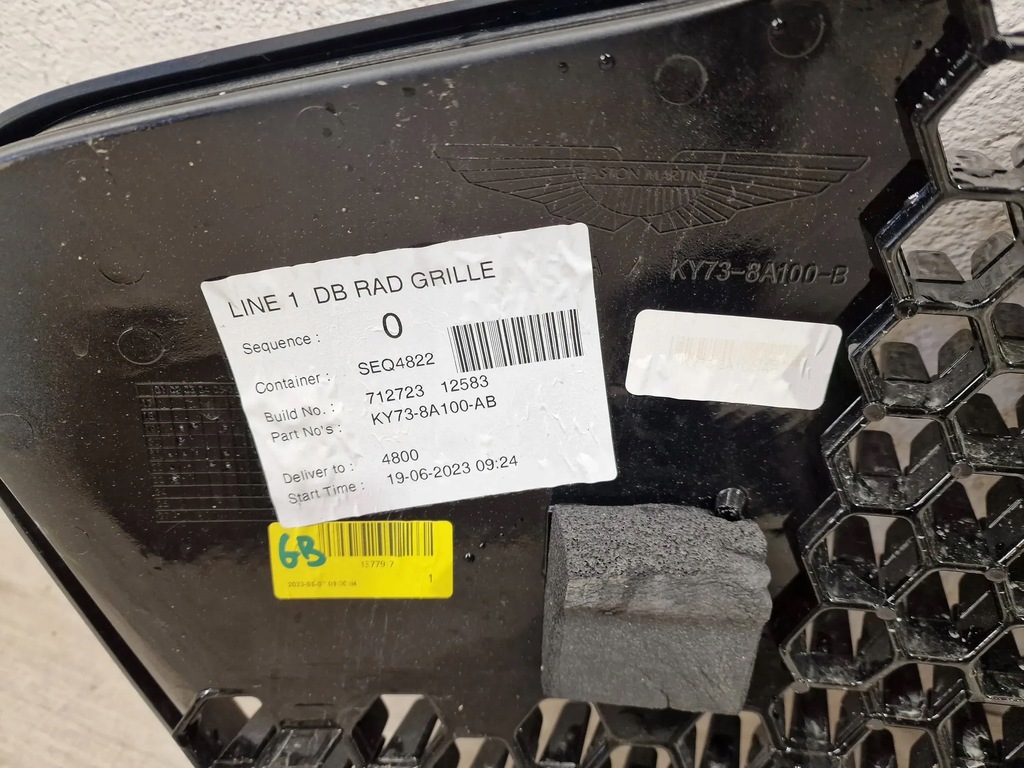 ASTON MARTIN
KY73-8A100-B
LINE 1 DB RAD GRILLE
Sequence : 0
Container : SEQ4822
Build No. : 712723 12583
Part No's : KY73-8A100-AB
Deliver to : 4800
Start Time : 19-06-2023 09:24
GB
1